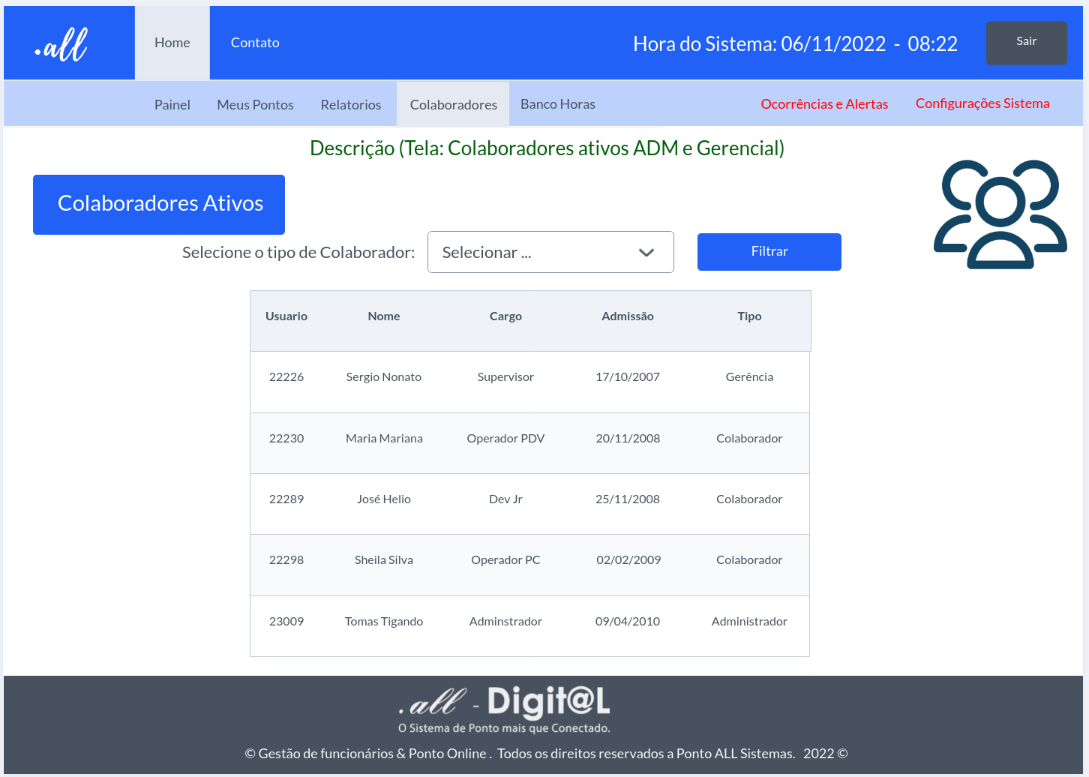 .all Home Contato Hora do Sistema: 06/11/2022 - 08:22 Sair
Painel Meus Pontos Relatorios Colaboradores Banco Horas Ocorrências e Alertas Configurações Sistema
Descrição (Tela: Colaboradores ativos ADM e Gerencial)
Colaboradores Ativos
Selecione o tipo de Colaborador: Selecionar ... Filtrar
Usuario Nome Cargo Admissão Tipo
22226 Sergio Nonato Supervisor 17/10/2007 Gerência
22230 Maria Mariana Operador PDV 20/11/2008 Colaborador
22289 José Helio Dev Jr 25/11/2008 Colaborador
22298 Sheila Silva Operador PC 02/02/2009 Colaborador
23009 Tomas Tigando Adminstrador 09/04/2010 Administrador
.all - Digit@L
O Sistema de Ponto mais que Conectado.
© Gestão de funcionários & Ponto Online . Todos os direitos reservados a Ponto ALL Sistemas. 2022 ©